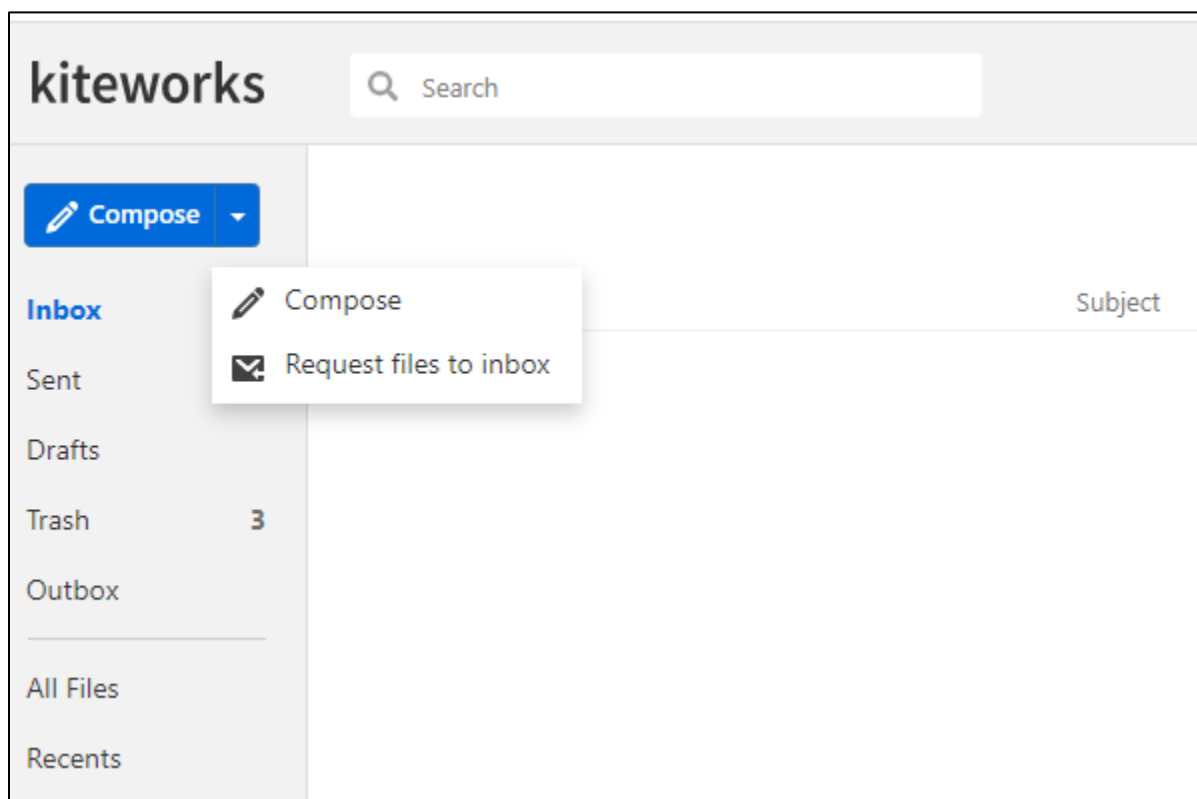 kiteworks
Search
Compose
Inbox
Compose
Subject
Request files to inbox
Sent
Drafts
Trash 3
Outbox
All Files
Recents